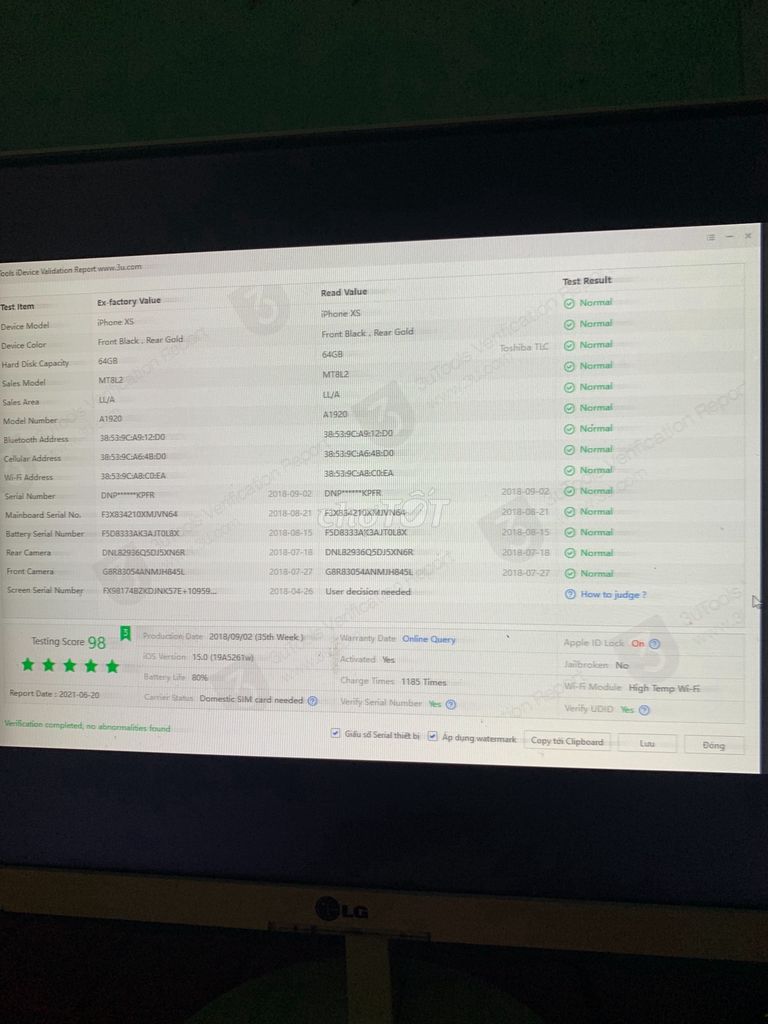 Tools iDevice Validation Report www.3u.com
Test Item Ex-factory Value Read Value Test Result
Device Model iPhone XS iPhone XS Normal
Device Color Front Black , Rear Gold Front Black , Rear Gold Normal
Hard Disk Capacity 64GB 64GB Toshiba TLC Normal
Sales Model MT8L2 MT8L2 Normal
Sales Area LL/A LL/A Normal
Model Number A1920 A1920 Normal
Bluetooth Address 38:53:9C:A9:12:D0 38:53:9C:A9:12:D0 Normal
Cellular Address 38:53:9C:A6:4B:D0 38:53:9C:A6:4B:D0 Normal
Wi-Fi Address 38:53:9C:A8:C0:EA 38:53:9C:A8:C0:EA Normal
Serial Number DNP******KPFR 2018-09-02 DNP******KPFR 2018-09-02 Normal
Mainboard Serial No. F3X834210XMJVN64 2018-08-21 F3X834210XMJVN64 2018-08-21 Normal
Battery Serial Number F5D8333AK3AJT0L8X 2018-08-15 F5D8333AK3AJT0L8X 2018-08-15 Normal
Rear Camera DNL82936Q5DJ5XN6R 2018-07-18 DNL82936Q5DJ5XN6R 2018-07-18 Normal
Front Camera G8R83054ANMJH845L 2018-07-27 G8R83054ANMJH845L 2018-07-27 Normal
Screen Serial Number FX98174BZKDJNK57E+10959... 2018-04-26 User decision needed How to judge ?
Testing Score 98 Production Date 2018/09/02 (35th Week ) Warranty Date Online Query Apple ID Lock On
iOS Version 15.0 (19A5261w) Activated Yes Jailbroken No
Battery Life 80% Charge Times 1185 Times Wi-Fi Module High Temp Wi-Fi
Report Date : 2021-06-20 Carrier Status Domestic SIM card needed Verify Serial Number Yes Verify UDID Yes
Verification completed, no abnormalities found Giấu số Serial thiết bị Áp dụng watermark Copy tới Clipboard Lưu Đóng
choTỐT
3uTools Verification Report
www.3u.com
LG